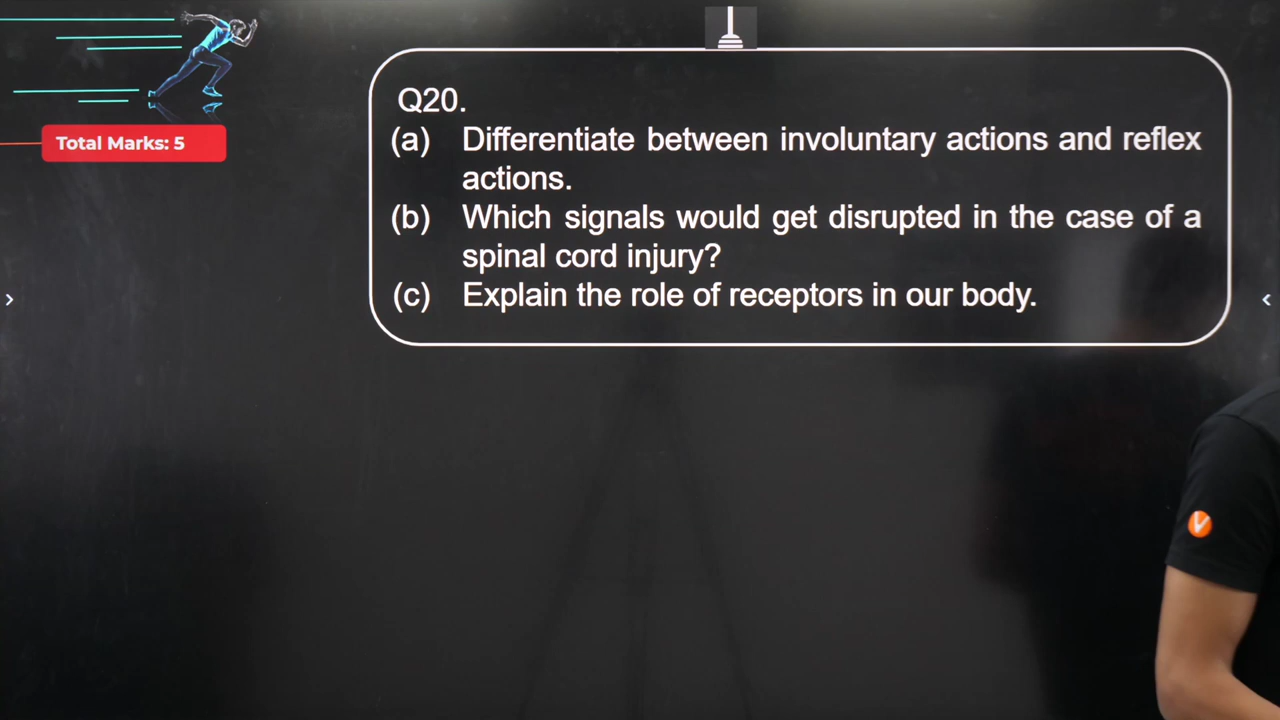 Total Marks: 5
Q20.
(a) Differentiate between involuntary actions and reflex
actions.
(b) Which signals would get disrupted in the case of a
spinal cord injury?
(c) Explain the role of receptors in our body.